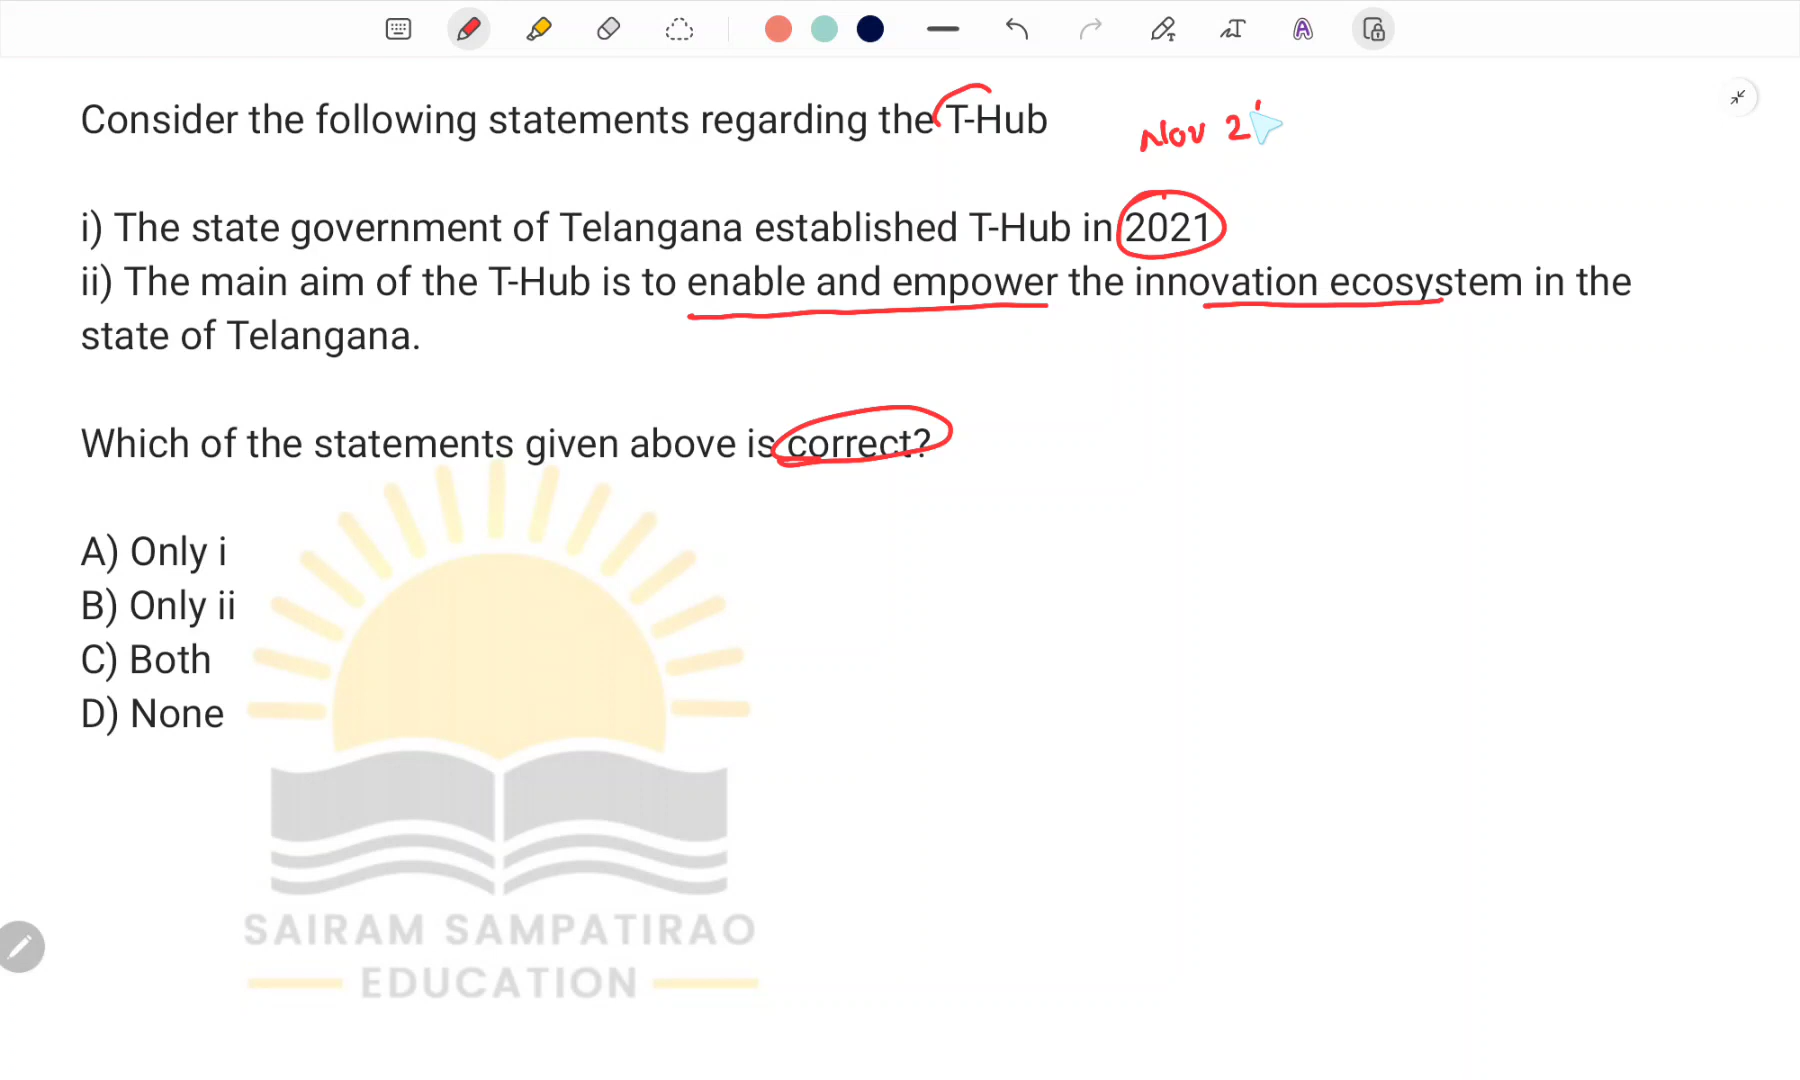 Consider the following statements regarding the T-Hub
Nov 2
i) The state government of Telangana established T-Hub in 2021
ii) The main aim of the T-Hub is to enable and empower the innovation ecosystem in the
state of Telangana.
Which of the statements given above is correct?
A) Only i
B) Only ii
C) Both
D) None
SAIRAM SAMPATIRAO
EDUCATION